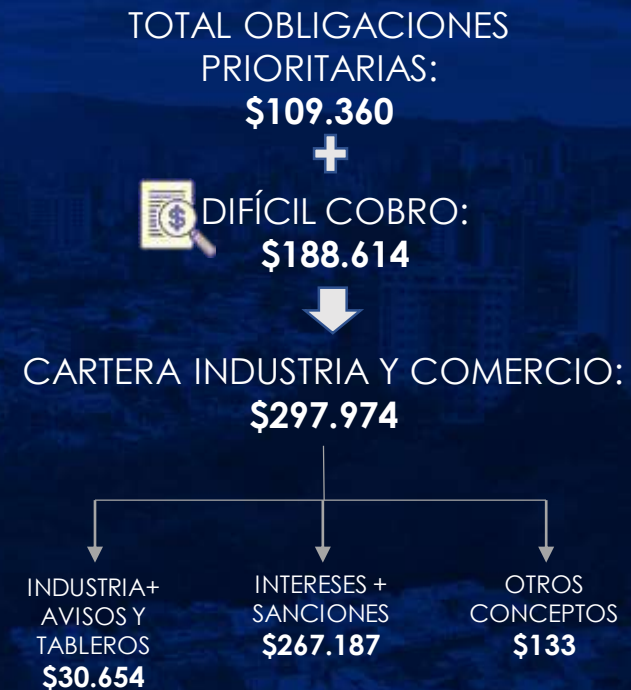 TOTAL OBLIGACIONES
PRIORITARIAS:
$109.360
DIFÍCIL COBRO:
$188.614
CARTERA INDUSTRIA Y COMERCIO:
$297.974
INDUSTRIA+
AVISOS Y
TABLEROS
$30.654
INTERESES +
SANCIONES
$267.187
OTROS
CONCEPTOS
$133